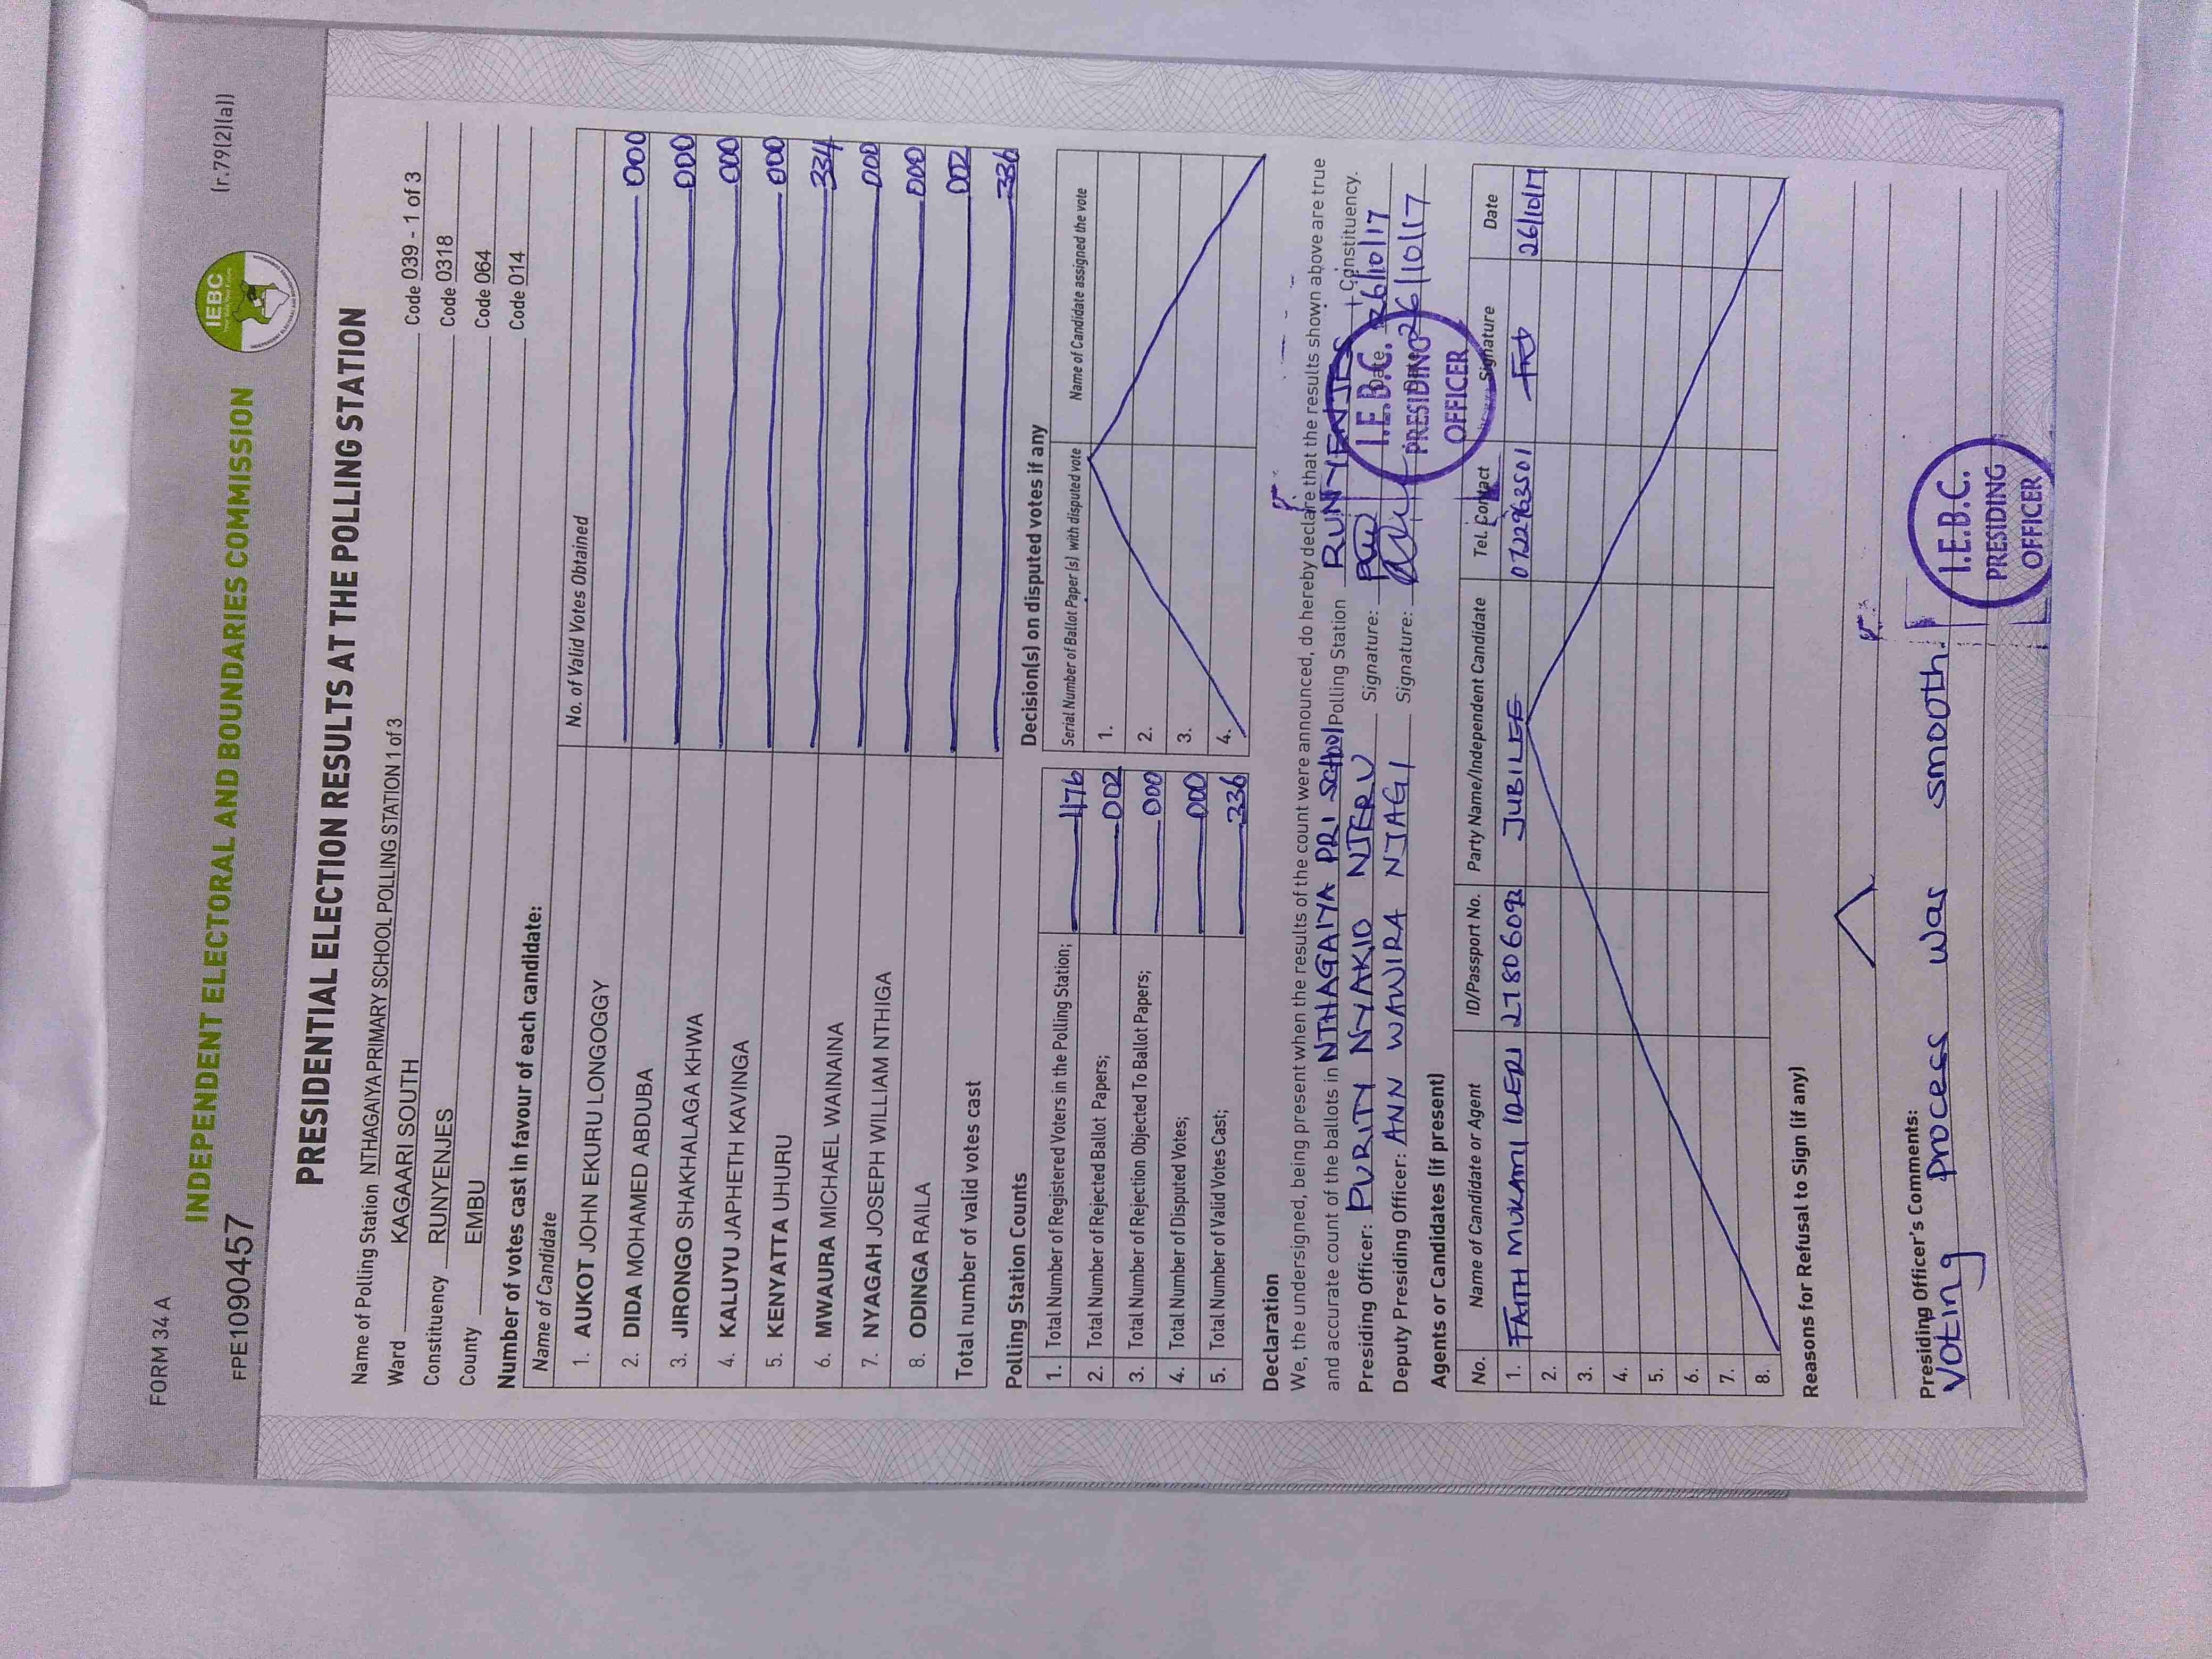 FORM 34 A
(r.79(2)(a))
IEBC
INDEPENDENT ELECTORAL AND BOUNDARIES COMMISSION
FPE1090457
PRESIDENTIAL ELECTION RESULTS AT THE POLLING STATION
Name of Polling Station NTHAGAIYA PRIMARY SCHOOL POLLING STATION 1 of 3 Code 039 - 1 of 3
Ward KAGAARI SOUTH Code 0318
Constituency RUNYENJES Code 064
County EMBU Code 014
Number of votes cast in favour of each candidate:
Name of Candidate No. of Valid Votes Obtained
1. AUKOT JOHN EKURU LONGOGGY 000
2. DIDA MOHAMED ABDUBA 000
3. JIRONGO SHAKHALAGA KHWA 000
4. KALUYU JAPHETH KAVINGA 000
5. KENYATTA UHURU 334
6. MWAURA MICHAEL WAINAINA 000
7. NYAGAH JOSEPH WILLIAM NTHIGA 000
8. ODINGA RAILA 002
Total number of valid votes cast 336
Polling Station Counts
1. Total Number of Registered Voters in the Polling Station; 476
2. Total Number of Rejected Ballot Papers; 002
3. Total Number of Rejection Objected To Ballot Papers; 000
4. Total Number of Disputed Votes; 000
5. Total Number of Valid Votes Cast; 336
Decision(s) on disputed votes if any
Serial Number of Ballot Paper (s) with disputed vote Name of Candidate assigned the vote
1.
2.
3.
4.
Declaration
We, the undersigned, being present when the results of the count were announced, do hereby declare that the results shown above are true
and accurate count of the ballots in NTHAGAIYA PRI SCHOOL Polling Station RUNYENJES Constituency.
Presiding Officer: PURITY NYAKIO NJERU Signature: Date 26/10/17
Deputy Presiding Officer: ANN WAWIRA NJAGI Signature: 26/10/17
I.E.B.C.
PRESIDING
OFFICER
Agents or Candidates (if present)
No. Name of Candidate or Agent ID/Passport No. Party Name/Independent Candidate Tel. Contact Signature Date
1. FAITH MUKAMI IDERI 27806092 JUBILEE 0722963501 26/10/17
2.
3.
4.
5.
6.
7.
8.
Reasons for Refusal to Sign (if any)
Presiding Officer's Comments:
Voting process was smooth.
I.E.B.C.
PRESIDING
OFFICER